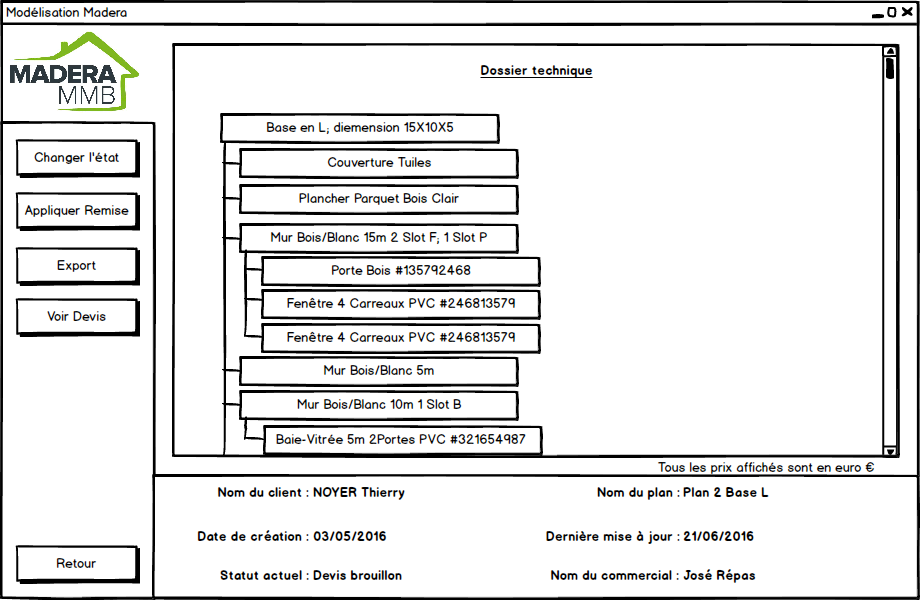 Modélisation Madera
MADERA
MMB
Changer l'état
Appliquer Remise
Export
Voir Devis
Retour
Dossier technique
Base en L; diemension 15X10X5
Couverture Tuiles
Plancher Parquet Bois Clair
Mur Bois/Blanc 15m 2 Slot F; 1 Slot P
Porte Bois #135792468
Fenêtre 4 Carreaux PVC #246813579
Fenêtre 4 Carreaux PVC #246813579
Mur Bois/Blanc 5m
Mur Bois/Blanc 10m 1 Slot B
Baie-Vitrée 5m 2Portes PVC #321654987
Tous les prix affichés sont en euro €
Nom du client : NOYER Thierry
Nom du plan : Plan 2 Base L
Date de création : 03/05/2016
Dernière mise à jour : 21/06/2016
Statut actuel : Devis brouillon
Nom du commercial : José Répas